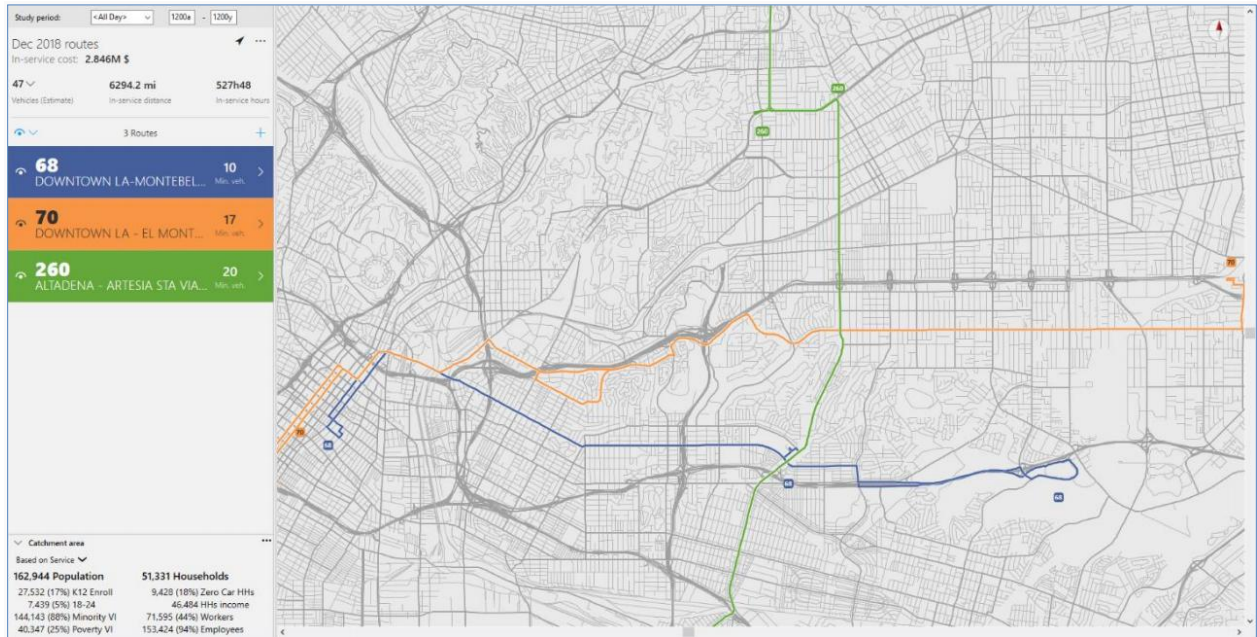 Study period: <All Day> 1200a - 1200y
Dec 2018 routes
In-service cost: 2.846M $
47 6294.2 mi 527h48
Vehicles (Estimate) In-service distance In-service hours
3 Routes
68 10
DOWNTOWN LA-MONTEBEL... Min. veh.
70 17
DOWNTOWN LA - EL MONT... Min. veh.
260 20
ALTADENA - ARTESIA STA VIA... Min. veh.
Catchment area
Based on Service
162,944 Population 51,331 Households
27,532 (17%) K12 Enroll 9,428 (18%) Zero Car HHs
7,439 (5%) 18-24 46,484 HHs income
144,143 (88%) Minority VI 71,595 (44%) Workers
40,347 (25%) Poverty VI 153,424 (94%) Employees
260
260
70
70
68
68
68